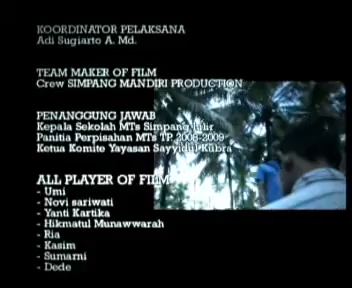 KOORDINATOR PELAKSANA
Adi Sugiarto A. Md.
TEAM MAKER OF FILM
Crew SIMPANG MANDIRI PRODUCTION
PENANGGUNG JAWAB
Kepala Sekolah MTs Simpang Ilir
Panitia Perpisahan MTs TP 2008-2009
Ketua Komite Yayasan Sayyidul Kubra
ALL PLAYER OF FILM
- Umi
- Novi sariwati
- Yanti Kartika
- Hikmatul Munawwarah
- Ria
- Kasim
- Sumarni
- Dede